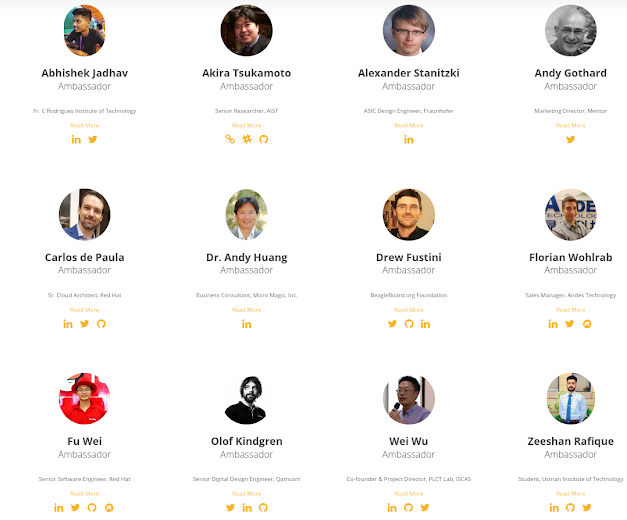 Abhishek Jadhav
Ambassador
Fr. C Rodrigues Institute of Technology
Read More
Akira Tsukamoto
Ambassador
Senior Researcher, AIST
Read More
Alexander Stanitzki
Ambassador
ASIC Design Engineer, Fraunhofer
Read More
Andy Gothard
Ambassador
Marketing Director, Mentor
Read More
Carlos de Paula
Ambassador
Sr. Cloud Architect, Red Hat
Read More
Dr. Andy Huang
Ambassador
Business Consultant, Micro Magic, Inc.
Read More
Drew Fustini
Ambassador
BeagleBoard.org Foundation
Read More
Florian Wohlrab
Ambassador
Sales Manager, Andes Technology
Read More
Fu Wei
Ambassador
Senior Software Engineer, Red Hat
Read More
Olof Kindgren
Ambassador
Senior Digital Design Engineer, Qamcom
Read More
Wei Wu
Ambassador
Co-founder & Project Director, PLCT Lab, ISCAS
Read More
Zeeshan Rafique
Ambassador
Student, Usman Institute of Technology
Read More